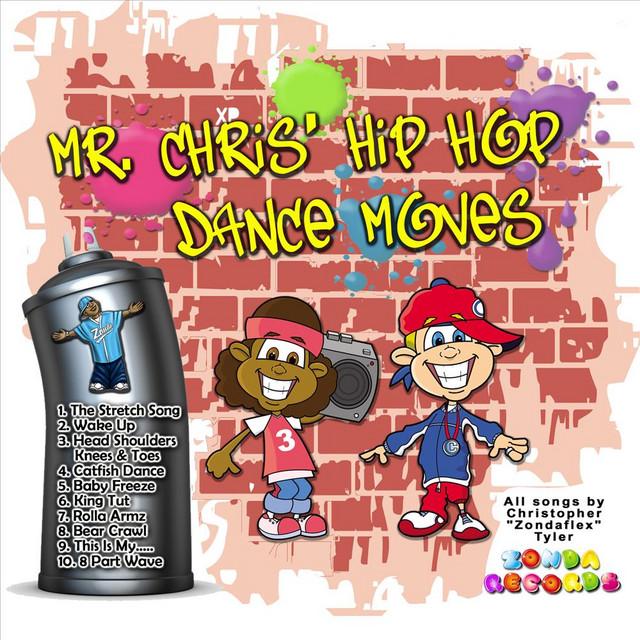 XP
MR. CHRiS' HiP HOP
DANCe MOVeS
Zonda
1. The Stretch Song
2. Wake Up
3. Head Shoulders
Knees & Toes
4. Catfish Dance
5. Baby Freeze
6. King Tut
7. Rolla Armz
8. Bear Crawl
9. This Is My.....
10. 8 Part Wave
3
C
C
All songs by
Christopher
"Zondaflex"
Tyler
ZONDA
RECORDS